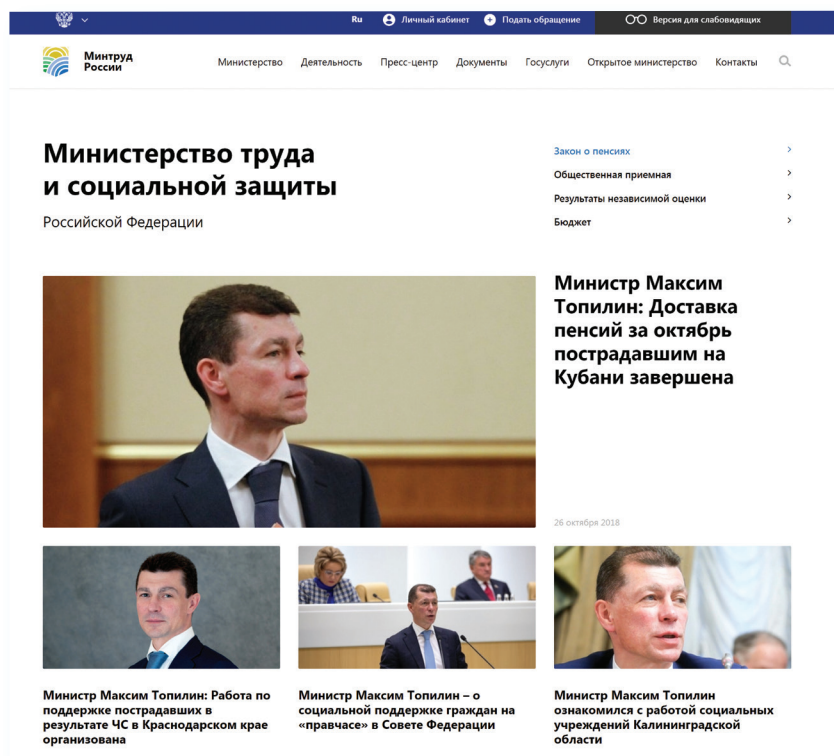 Ru Личный кабинет Подать обращение Версия для слабовидящих
Минтруд
России
Министерство Деятельность Пресс-центр Документы Госуслуги Открытое министерство Контакты
Министерство труда
и социальной защиты
Российской Федерации
Закон о пенсиях
Общественная приемная
Результаты независимой оценки
Бюджет
Министр Максим
Топилин: Доставка
пенсий за октябрь
пострадавшим на
Кубани завершена
26 октября 2018
Министр Максим Топилин: Работа по
поддержке пострадавших в
результате ЧС в Краснодарском крае
организована
Министр Максим Топилин – о
социальной поддержке граждан на
«правчасе» в Совете Федерации
Министр Максим Топилин
ознакомился с работой социальных
учреждений Калининградской
области